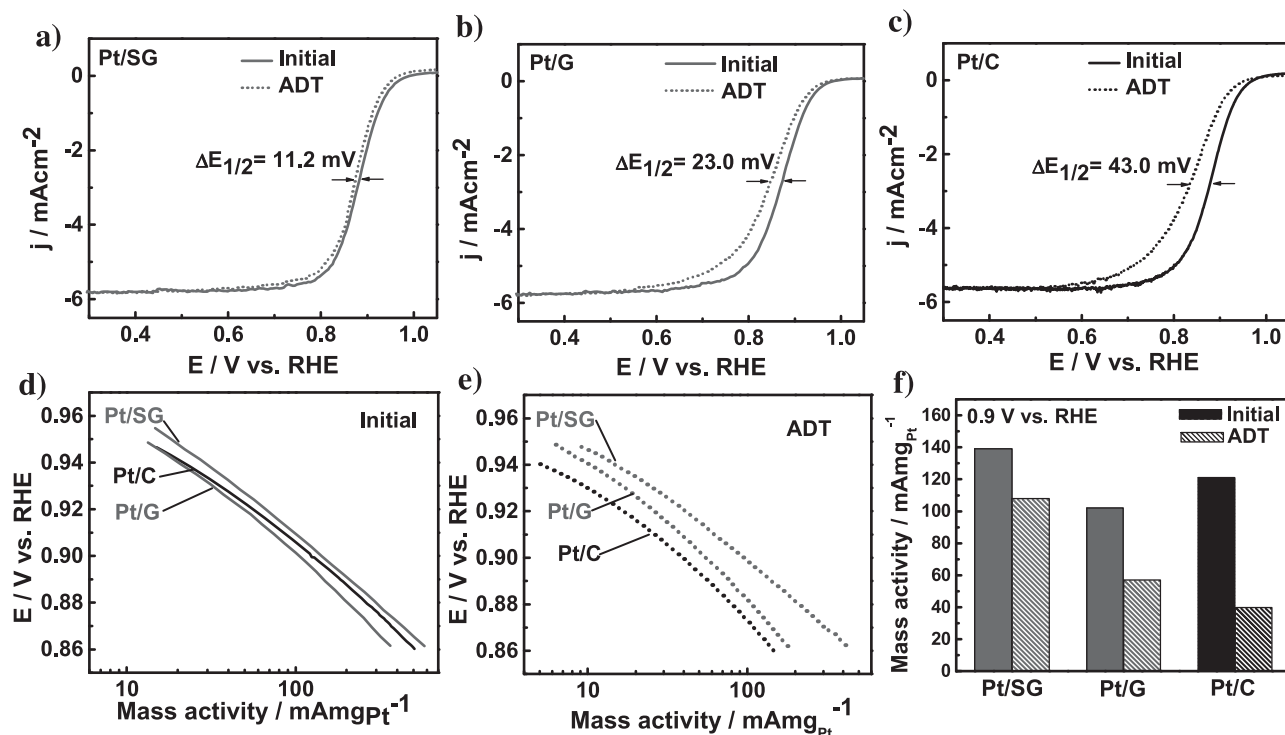 a)
Pt/SG
Initial
ADT
ΔE1/2= 11.2 mV
0
-2
-4
-6
j / mAcm-2
0.4 0.6 0.8 1.0
E / V vs. RHE
b)
Pt/G
Initial
ADT
ΔE1/2= 23.0 mV
0
-2
-4
-6
j / mAcm-2
0.4 0.6 0.8 1.0
E / V vs. RHE
c)
Pt/C
Initial
ADT
ΔE1/2= 43.0 mV
0
-2
-4
-6
j / mAcm-2
0.4 0.6 0.8 1.0
E / V vs. RHE
d)
Initial
Pt/SG
Pt/C
Pt/G
0.96
0.94
0.92
0.90
0.88
0.86
E / V vs. RHE
10 100
Mass activity / mAmgPt-1
e)
ADT
Pt/SG
Pt/G
Pt/C
0.96
0.94
0.92
0.90
0.88
0.86
E / V vs. RHE
10 100
Mass activity / mAmgPt-1
f)
0.9 V vs. RHE
Initial
ADT
160
140
120
100
80
60
40
20
0
Mass activity / mAmgPt-1
Pt/SG Pt/G Pt/C